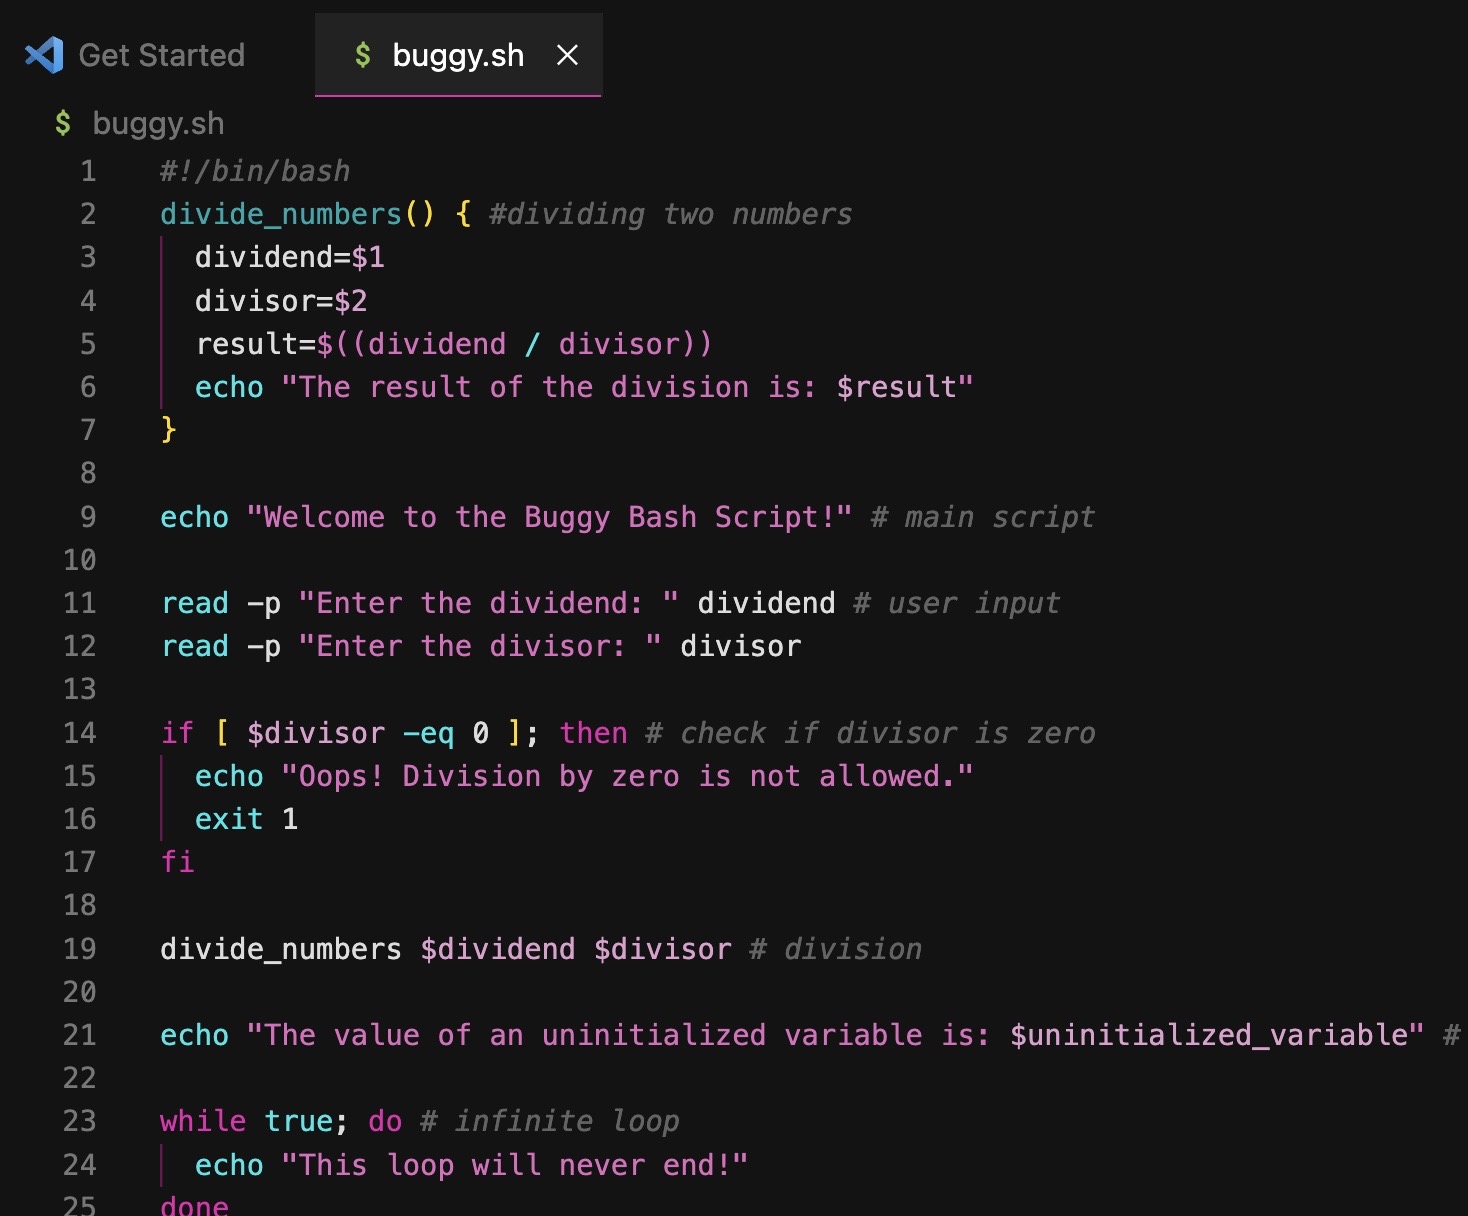 Get Started $ buggy.sh ×
$ buggy.sh
1 #!/bin/bash
2 divide_numbers() { #dividing two numbers
3   dividend=$1
4   divisor=$2
5   result=$((dividend / divisor))
6   echo "The result of the division is: $result"
7 }
8
9 echo "Welcome to the Buggy Bash Script!" # main script
10
11 read -p "Enter the dividend: " dividend # user input
12 read -p "Enter the divisor: " divisor
13
14 if [ $divisor -eq 0 ]; then # check if divisor is zero
15   echo "Oops! Division by zero is not allowed."
16   exit 1
17 fi
18
19 divide_numbers $dividend $divisor # division
20
21 echo "The value of an uninitialized variable is: $uninitialized_variable" #
22
23 while true; do # infinite loop
24   echo "This loop will never end!"
25 done